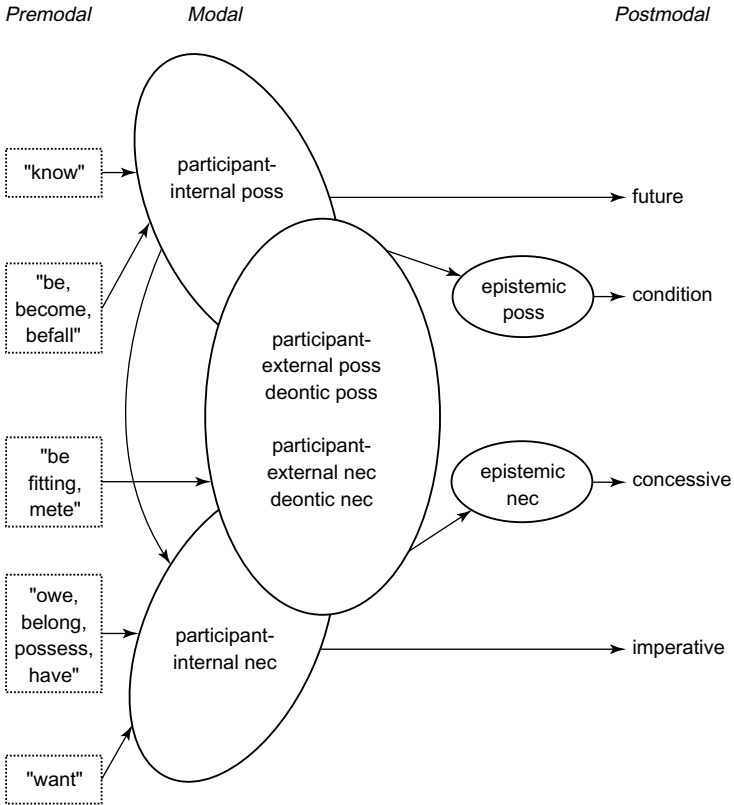 Premodal
Modal
Postmodal
"know"
participant-
internal poss
future
"be,
become,
befall"
epistemic
poss
condition
participant-
external poss
deontic poss
participant-
external nec
deontic nec
"be
fitting,
mete"
epistemic
nec
concessive
"owe,
belong,
possess,
have"
participant-
internal nec
imperative
"want"